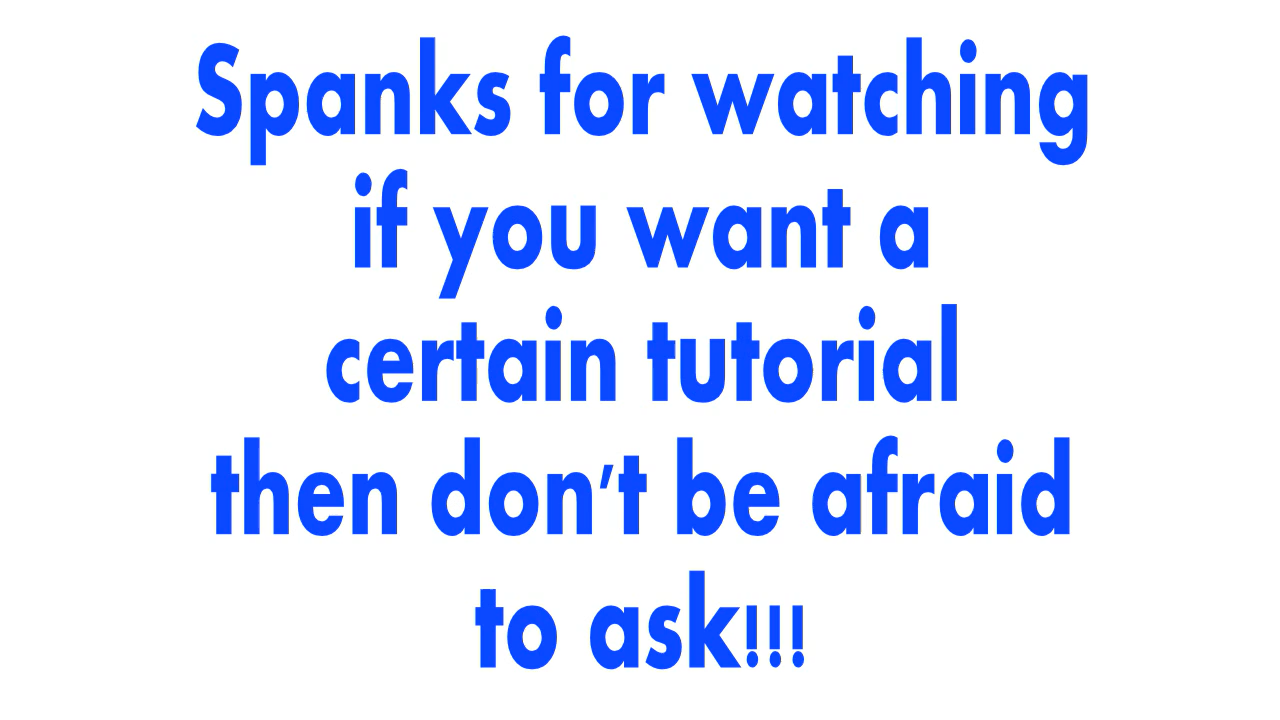 Spanks for watching
if you want a
certain tutorial
then don't be afraid
to ask!!!